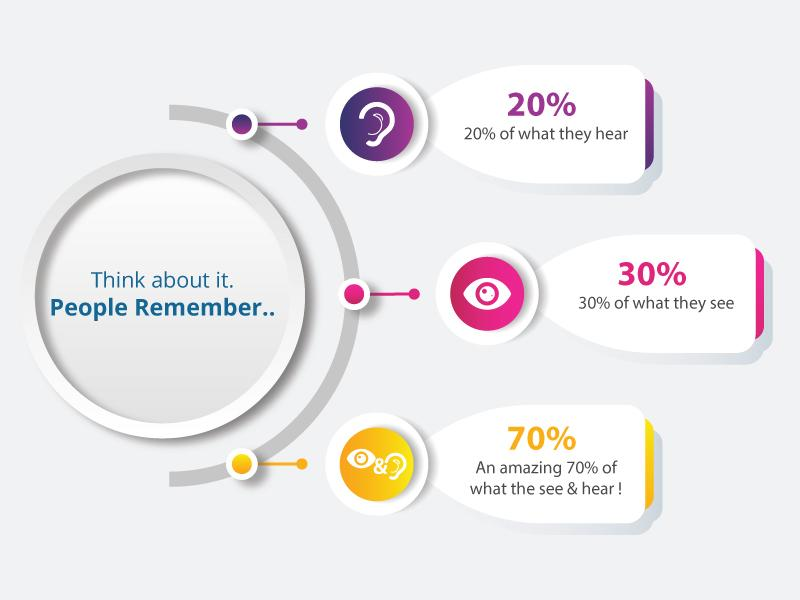 Think about it.
People Remember..
20%
20% of what they hear
30%
30% of what they see
&
70%
An amazing 70% of
what the see & hear !